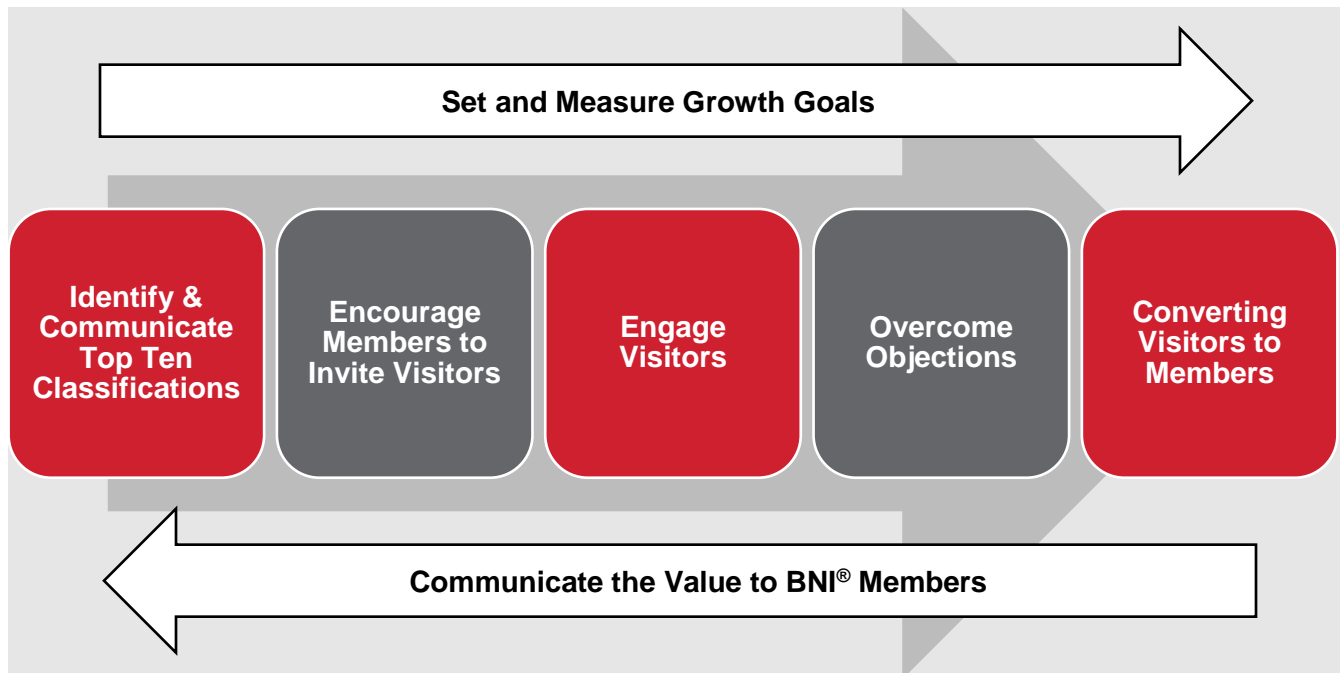 Set and Measure Growth Goals
Identify &
Communicate
Top Ten
Classifications
Encourage
Members to
Invite Visitors
Engage
Visitors
Overcome
Objections
Converting
Visitors to
Members
Communicate the Value to BNI® Members